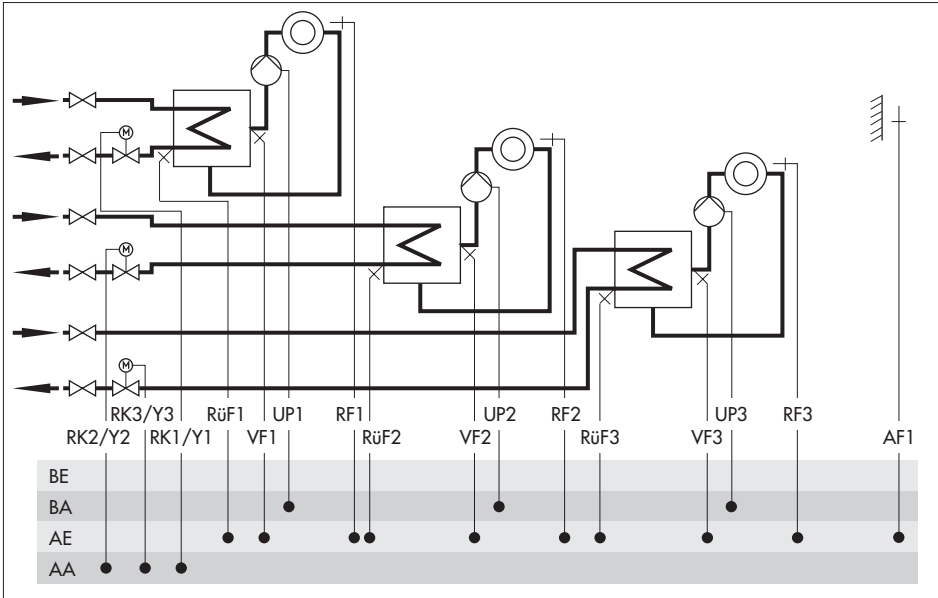 M
M
M
RK3/Y3 RüF1 UP1 RF1 UP2 RF2 UP3 RF3
RK2/Y2 RK1/Y1 VF1 RüF2 VF2 RüF3 VF3 AF1
BE
BA
AE
AA